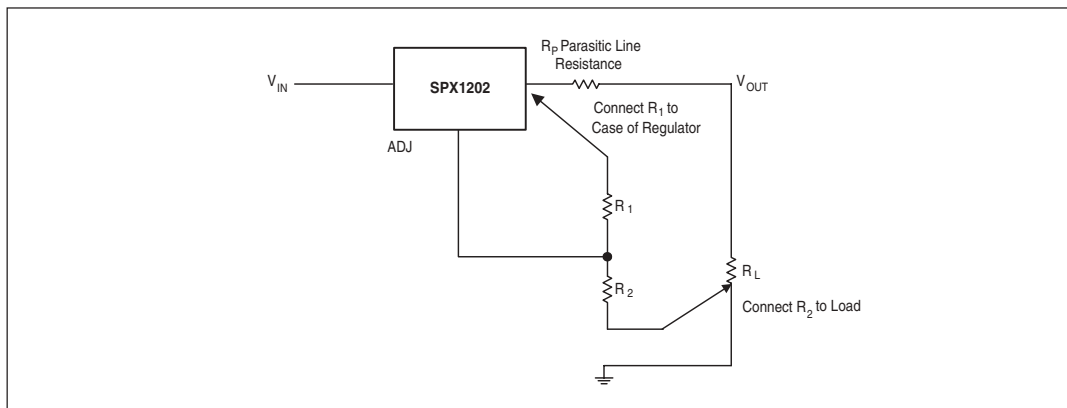 R_P Parasitic Line
Resistance
V_IN
SPX1202
V_OUT
Connect R_1 to
Case of Regulator
ADJ
R_1
R_L
R_2
Connect R_2 to Load